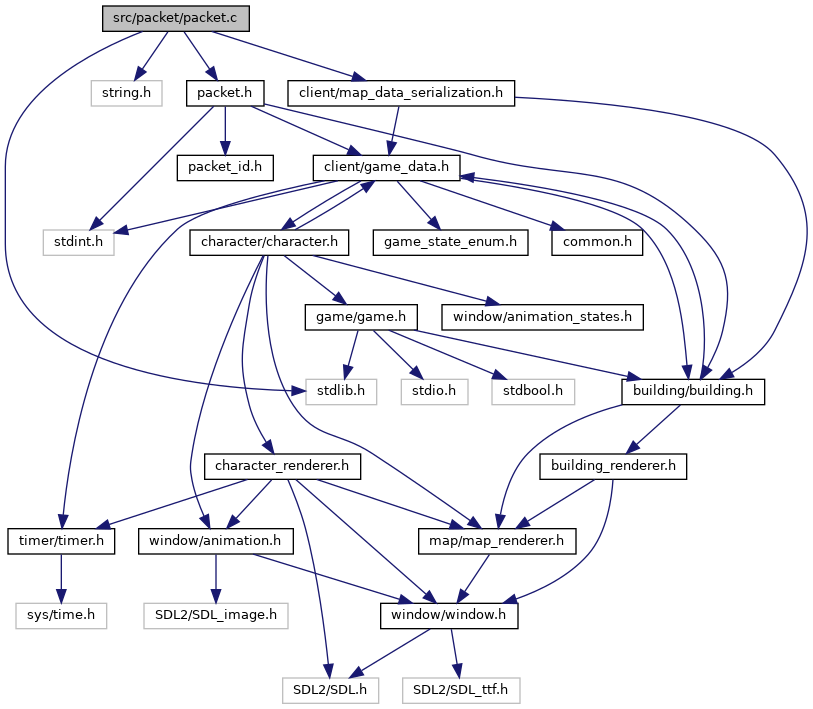 src/packet/packet.c
string.h
packet.h
client/map_data_serialization.h
packet_id.h
client/game_data.h
stdint.h
character/character.h
game_state_enum.h
common.h
game/game.h
window/animation_states.h
stdlib.h
stdio.h
stdbool.h
building/building.h
character_renderer.h
building_renderer.h
timer/timer.h
window/animation.h
map/map_renderer.h
sys/time.h
SDL2/SDL_image.h
window/window.h
SDL2/SDL.h
SDL2/SDL_ttf.h